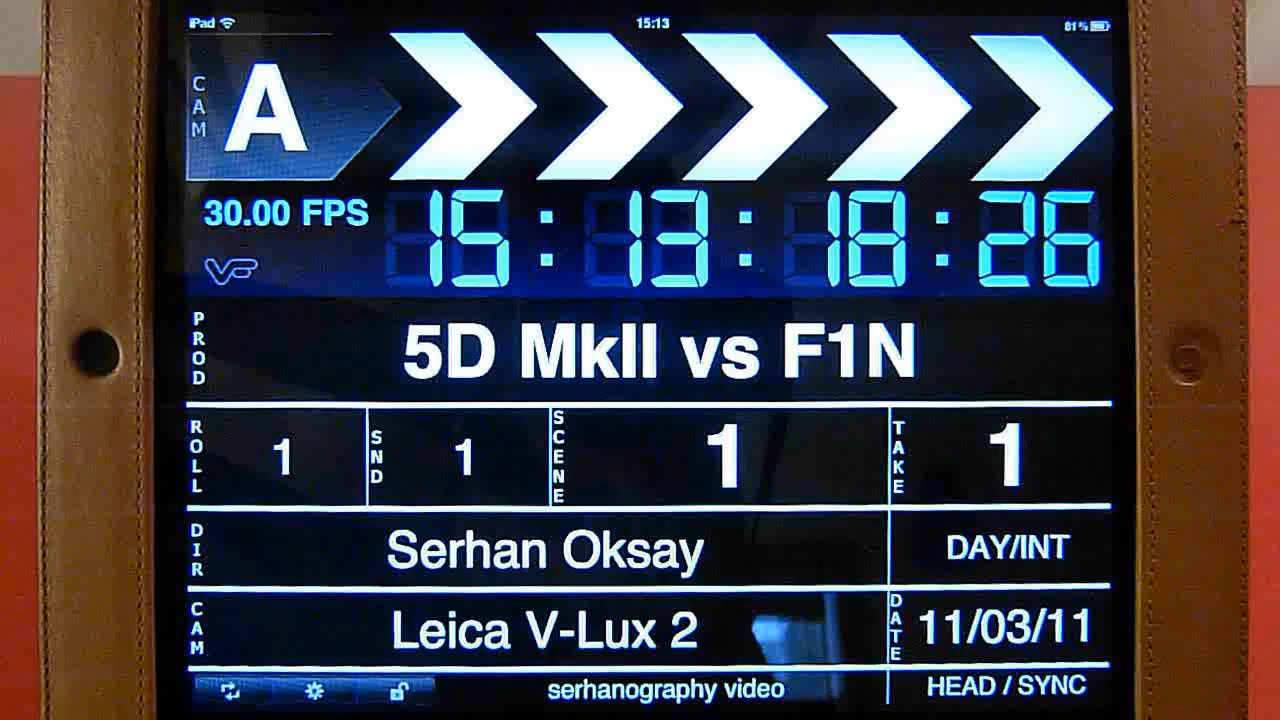 iPad 15:13 81%
CAM A
30.00 FPS 15:13:18:26
PROD 5D MkII vs F1N
ROLL 1 SND 1 SCENE 1 TAKE 1
DIR Serhan Oksay DAY/INT
CAM Leica V-Lux 2 DATE 11/03/11
serhanography video HEAD / SYNC